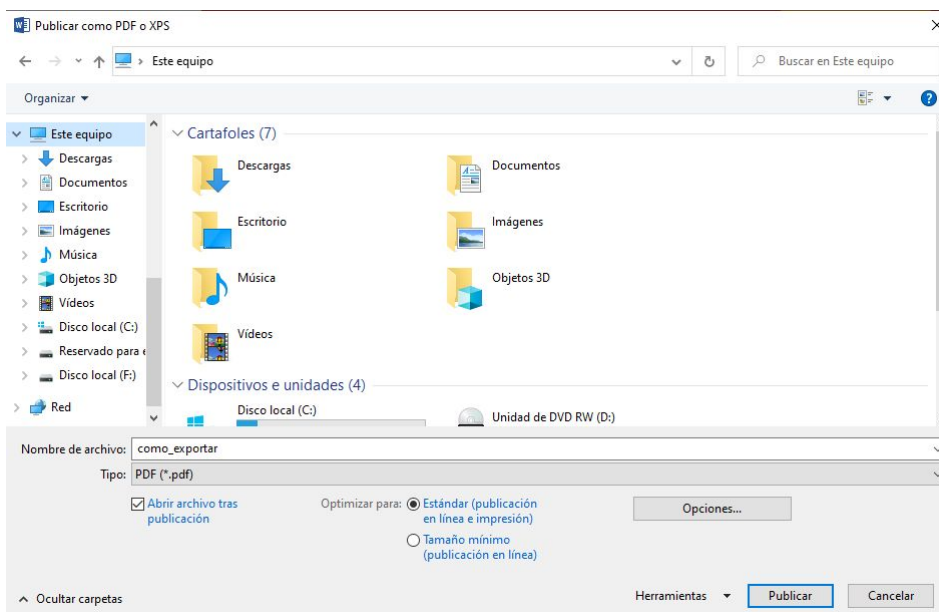 Publicar como PDF o XPS
Este equipo
Buscar en Este equipo
Organizar
Este equipo
Descargas
Documentos
Escritorio
Imágenes
Música
Objetos 3D
Vídeos
Disco local (C:)
Reservado para
Disco local (F:)
Red
Cartafoles (7)
Descargas
Documentos
Escritorio
Imágenes
Música
Objetos 3D
Vídeos
Dispositivos e unidades (4)
Disco local (C:)
Unidad de DVD RW (D:)
Nombre de archivo: como_exportar
Tipo: PDF (*.pdf)
Abrir archivo tras
publicación
Optimizar para:
Estándar (publicación
en línea e impresión)
Tamaño mínimo
(publicación en línea)
Opciones...
Ocultar carpetas
Herramientas
Publicar
Cancelar